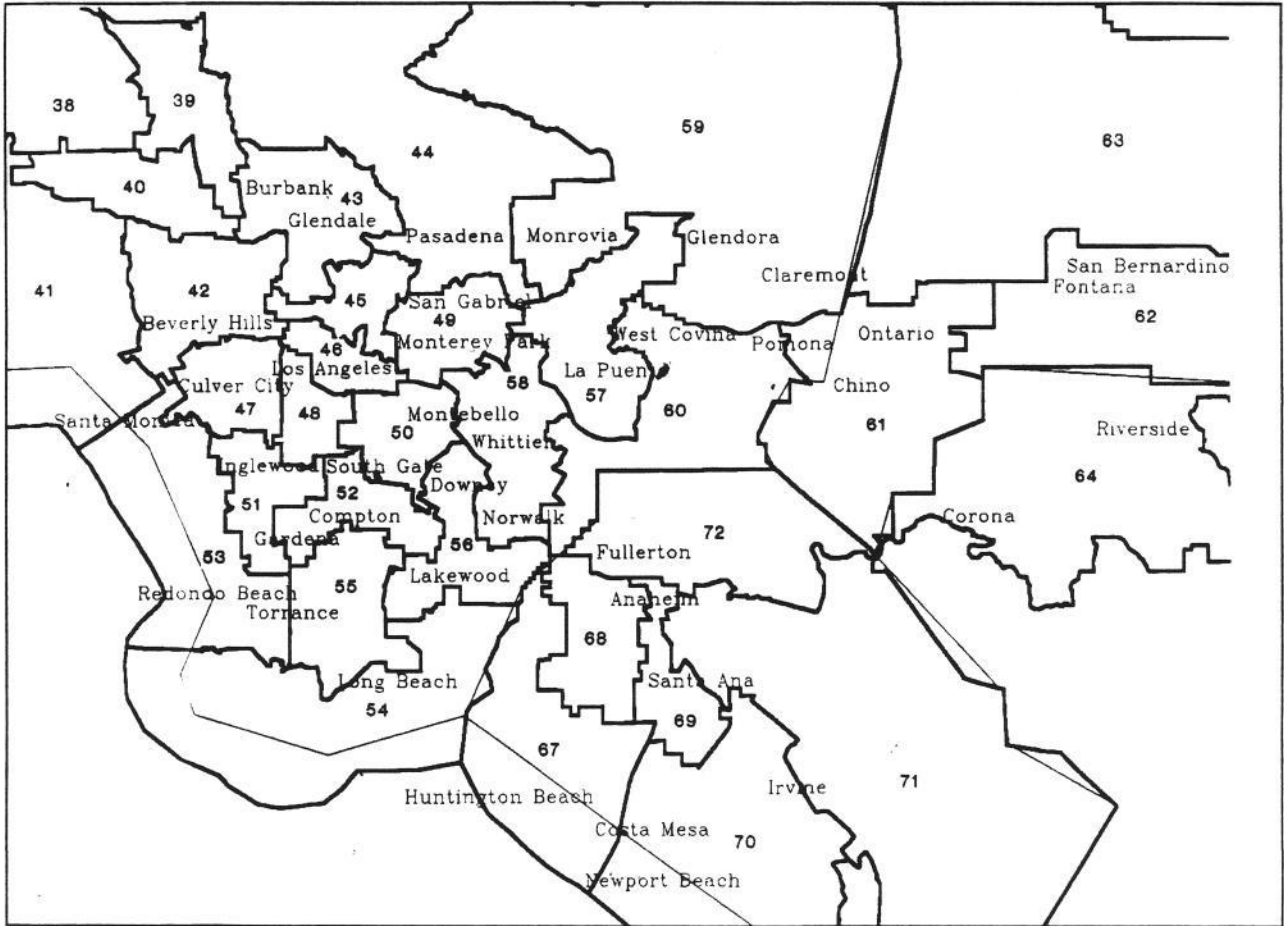 39
38
59
44
63
40
Burbank
43
Glendale
Pasadena
Monrovia
Glendora
San Bernardino
Claremont
Fontana
41
42
45
San Gabriel
49
62
Beverly Hills
West Covina
Ontario
Monterey Park
Pomona
46
Los Angeles
La Puente
58
Culver City
57
Chino
47
48
Montebello
60
61
Santa Monica
50
Whittier
Riverside
Inglewood
South Gate
64
Downey
52
51
Compton
Norwalk
Corona
Gardena
72
56
53
Fullerton
Lakewood
55
Redondo Beach
Anaheim
Torrance
68
Long Beach
Santa Ana
54
69
67
71
Irvine
Huntington Beach
Costa Mesa
70
Newport Beach